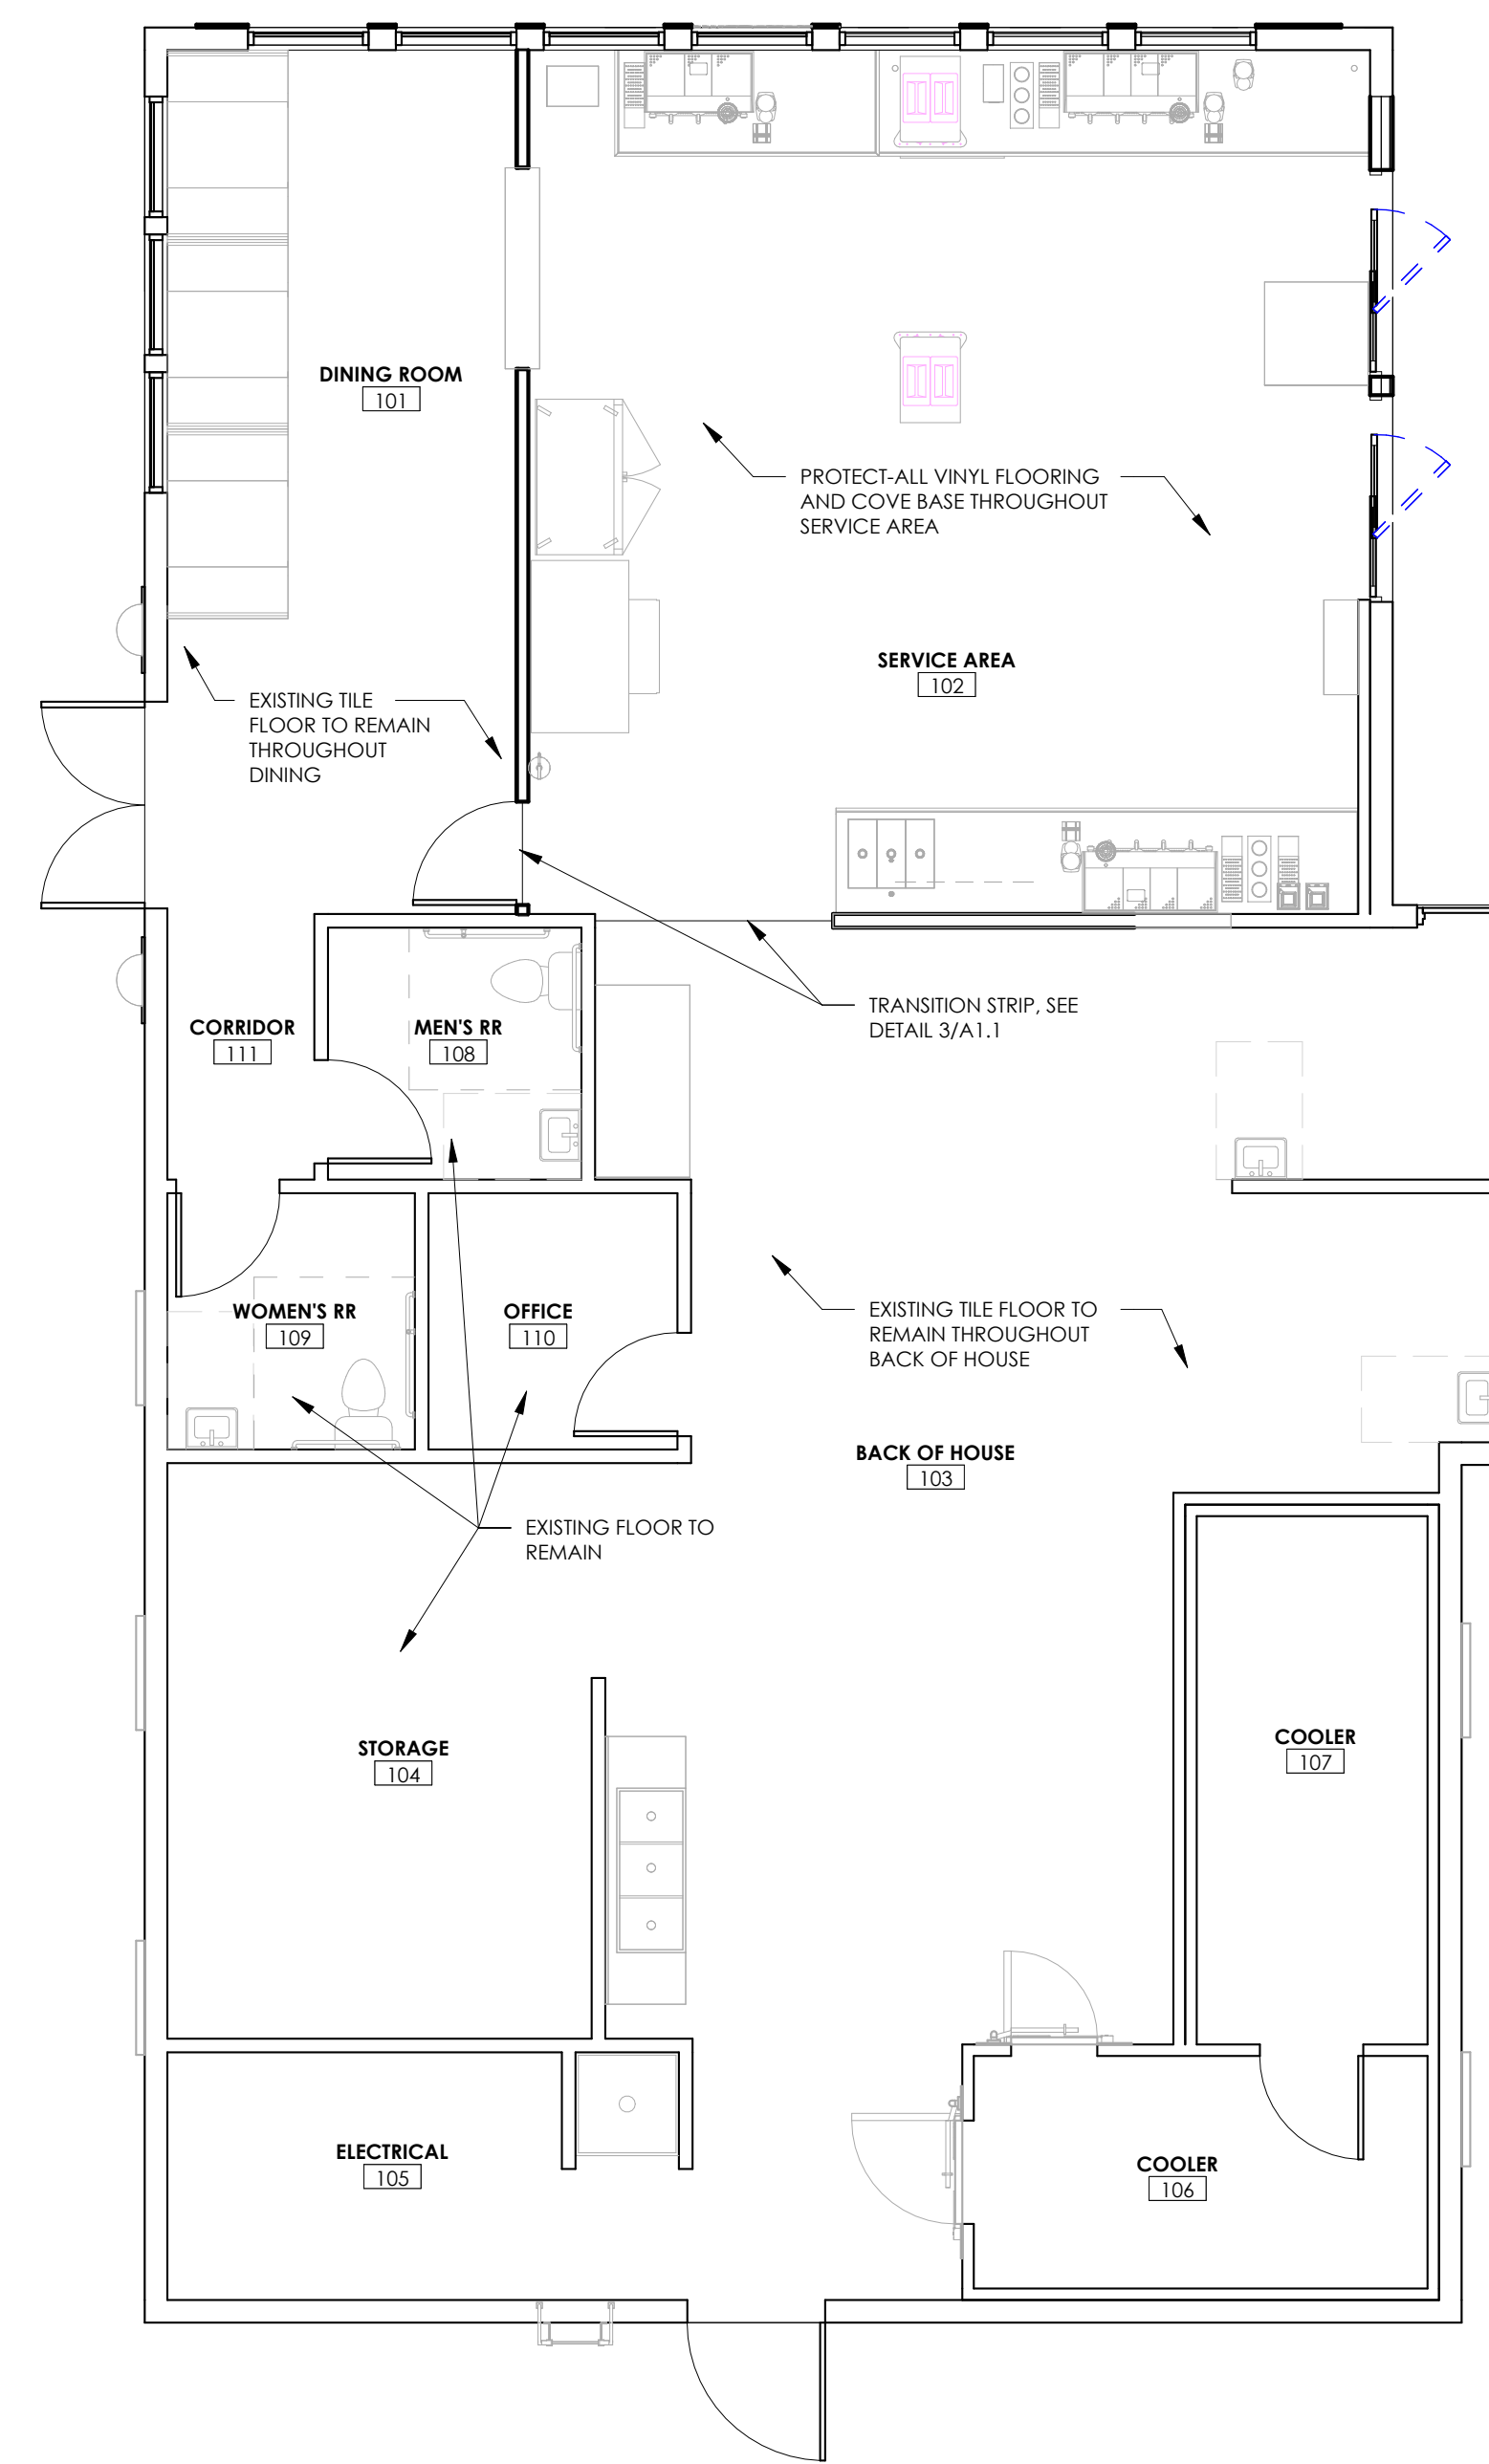 DINING ROOM
101
PROTECT-ALL VINYL FLOORING
AND COVE BASE THROUGHOUT
SERVICE AREA
SERVICE AREA
102
EXISTING TILE
FLOOR TO REMAIN
THROUGHOUT
DINING
TRANSITION STRIP, SEE
DETAIL 3/A1.1
CORRIDOR
111
MEN'S RR
108
WOMEN'S RR
109
OFFICE
110
EXISTING TILE FLOOR TO
REMAIN THROUGHOUT
BACK OF HOUSE
BACK OF HOUSE
103
EXISTING FLOOR TO
REMAIN
STORAGE
104
COOLER
107
ELECTRICAL
105
COOLER
106